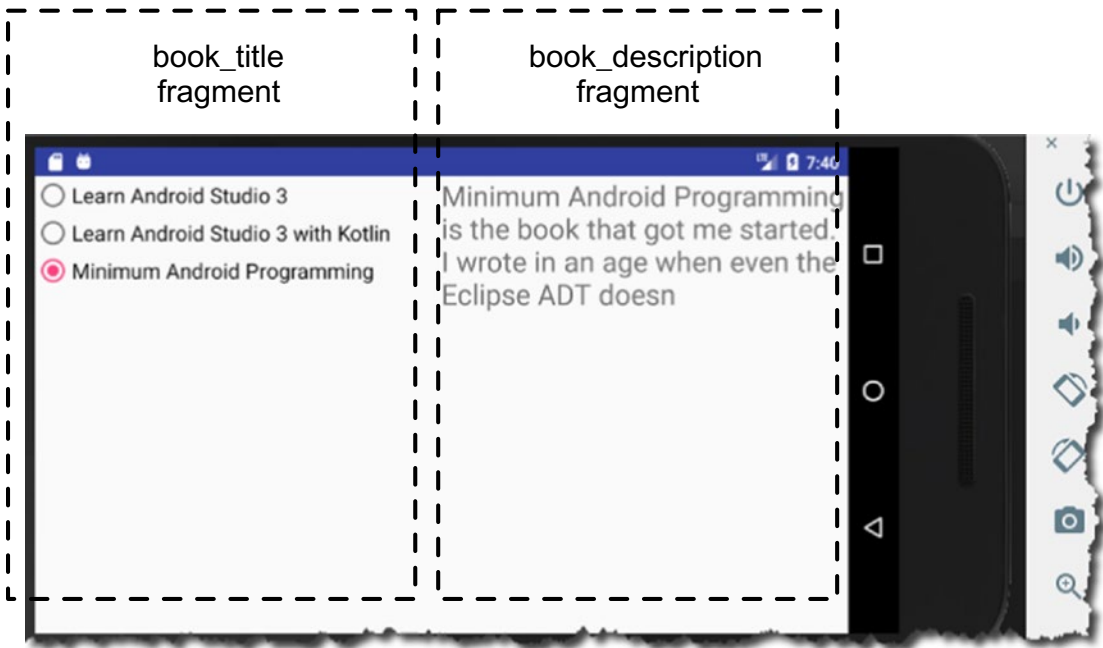 book_title
fragment
book_description
fragment
LTE 7:40
Learn Android Studio 3
Learn Android Studio 3 with Kotlin
Minimum Android Programming
Minimum Android Programming
is the book that got me started.
I wrote in an age when even the
Eclipse ADT doesn